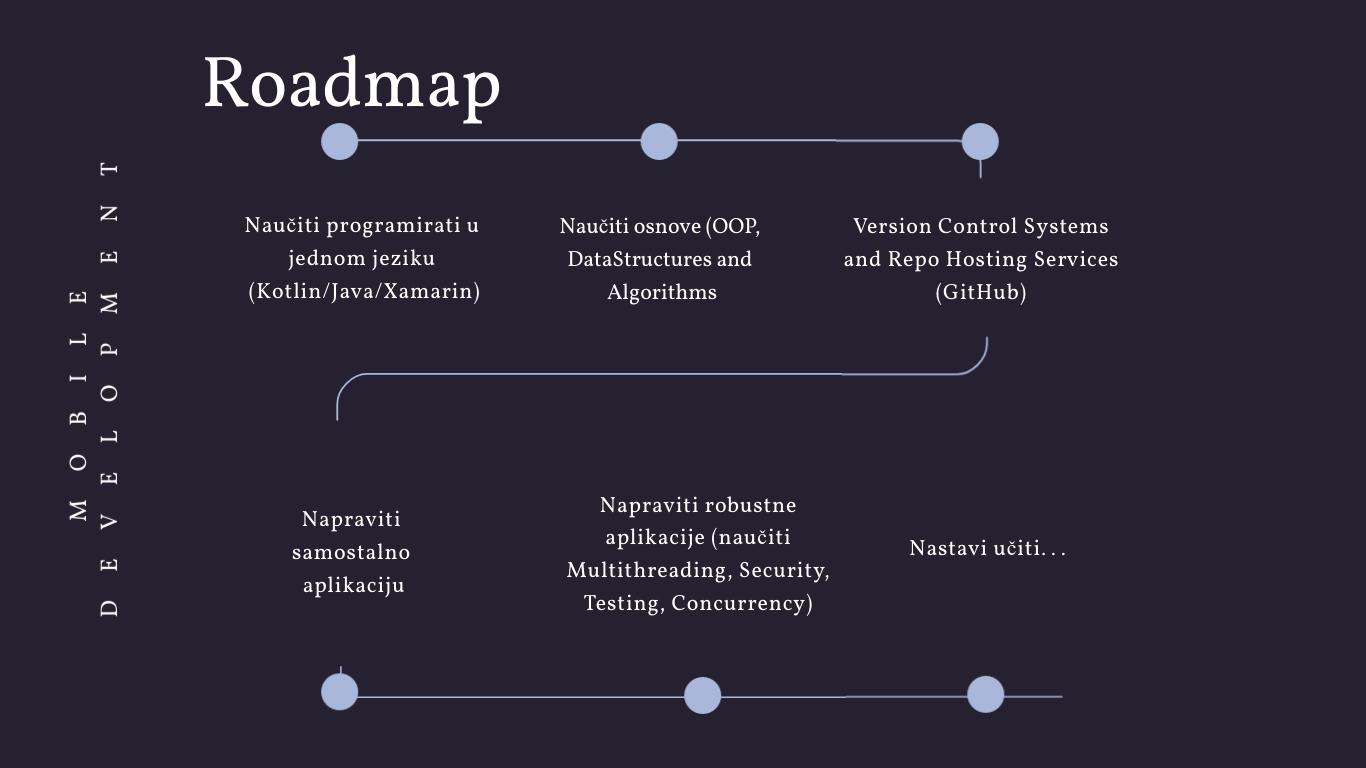 Roadmap
MOBILE
DEVELOPMENT
Naučiti programirati u
jednom jeziku
(Kotlin/Java/Xamarin)
Naučiti osnove (OOP,
DataStructures and
Algorithms
Version Control Systems
and Repo Hosting Services
(GitHub)
Napraviti
samostalno
aplikaciju
Napraviti robustne
aplikacije (naučiti
Multithreading, Security,
Testing, Concurrency)
Nastavi učiti...